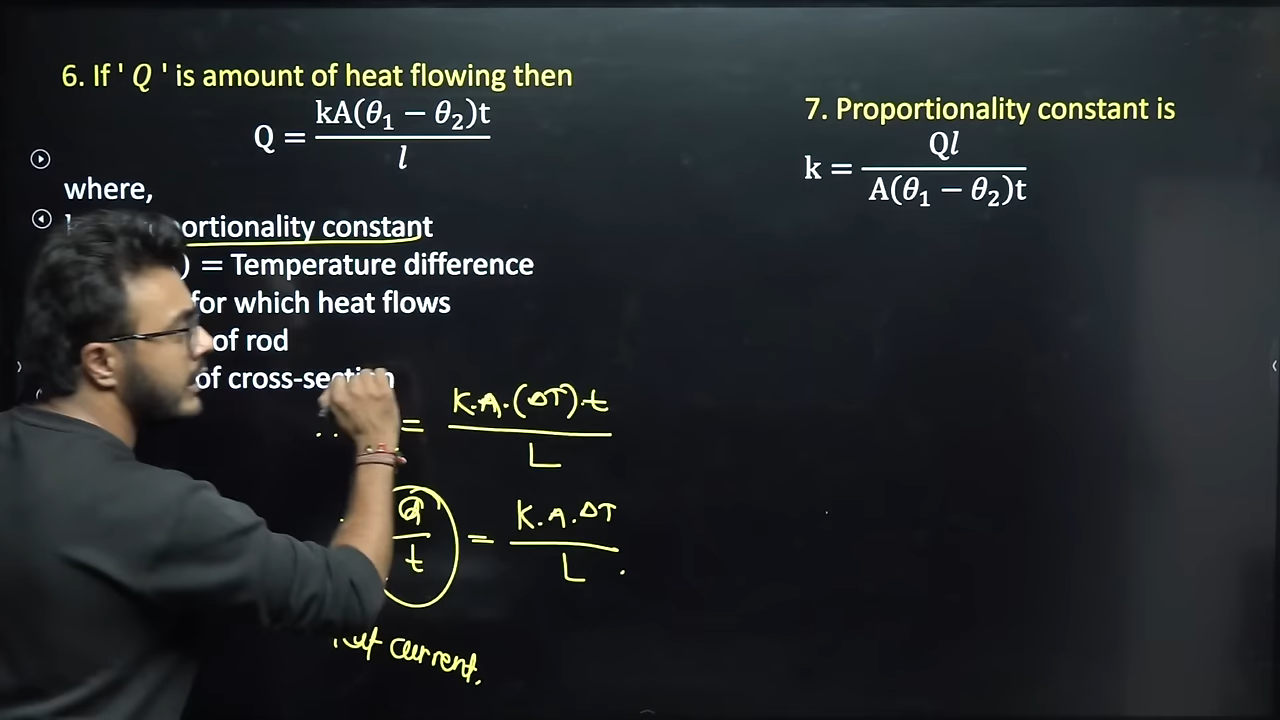 6. If ' Q ' is amount of heat flowing then
Q = kA(θ₁ − θ₂)t / l
where,
ortionality constant
) = Temperature difference
for which heat flows
of rod
of cross-section
= K.A.(ΔT).t / L
Q / t = K.A.ΔT / L
current.
7. Proportionality constant is
k = Ql / A(θ₁ − θ₂)t